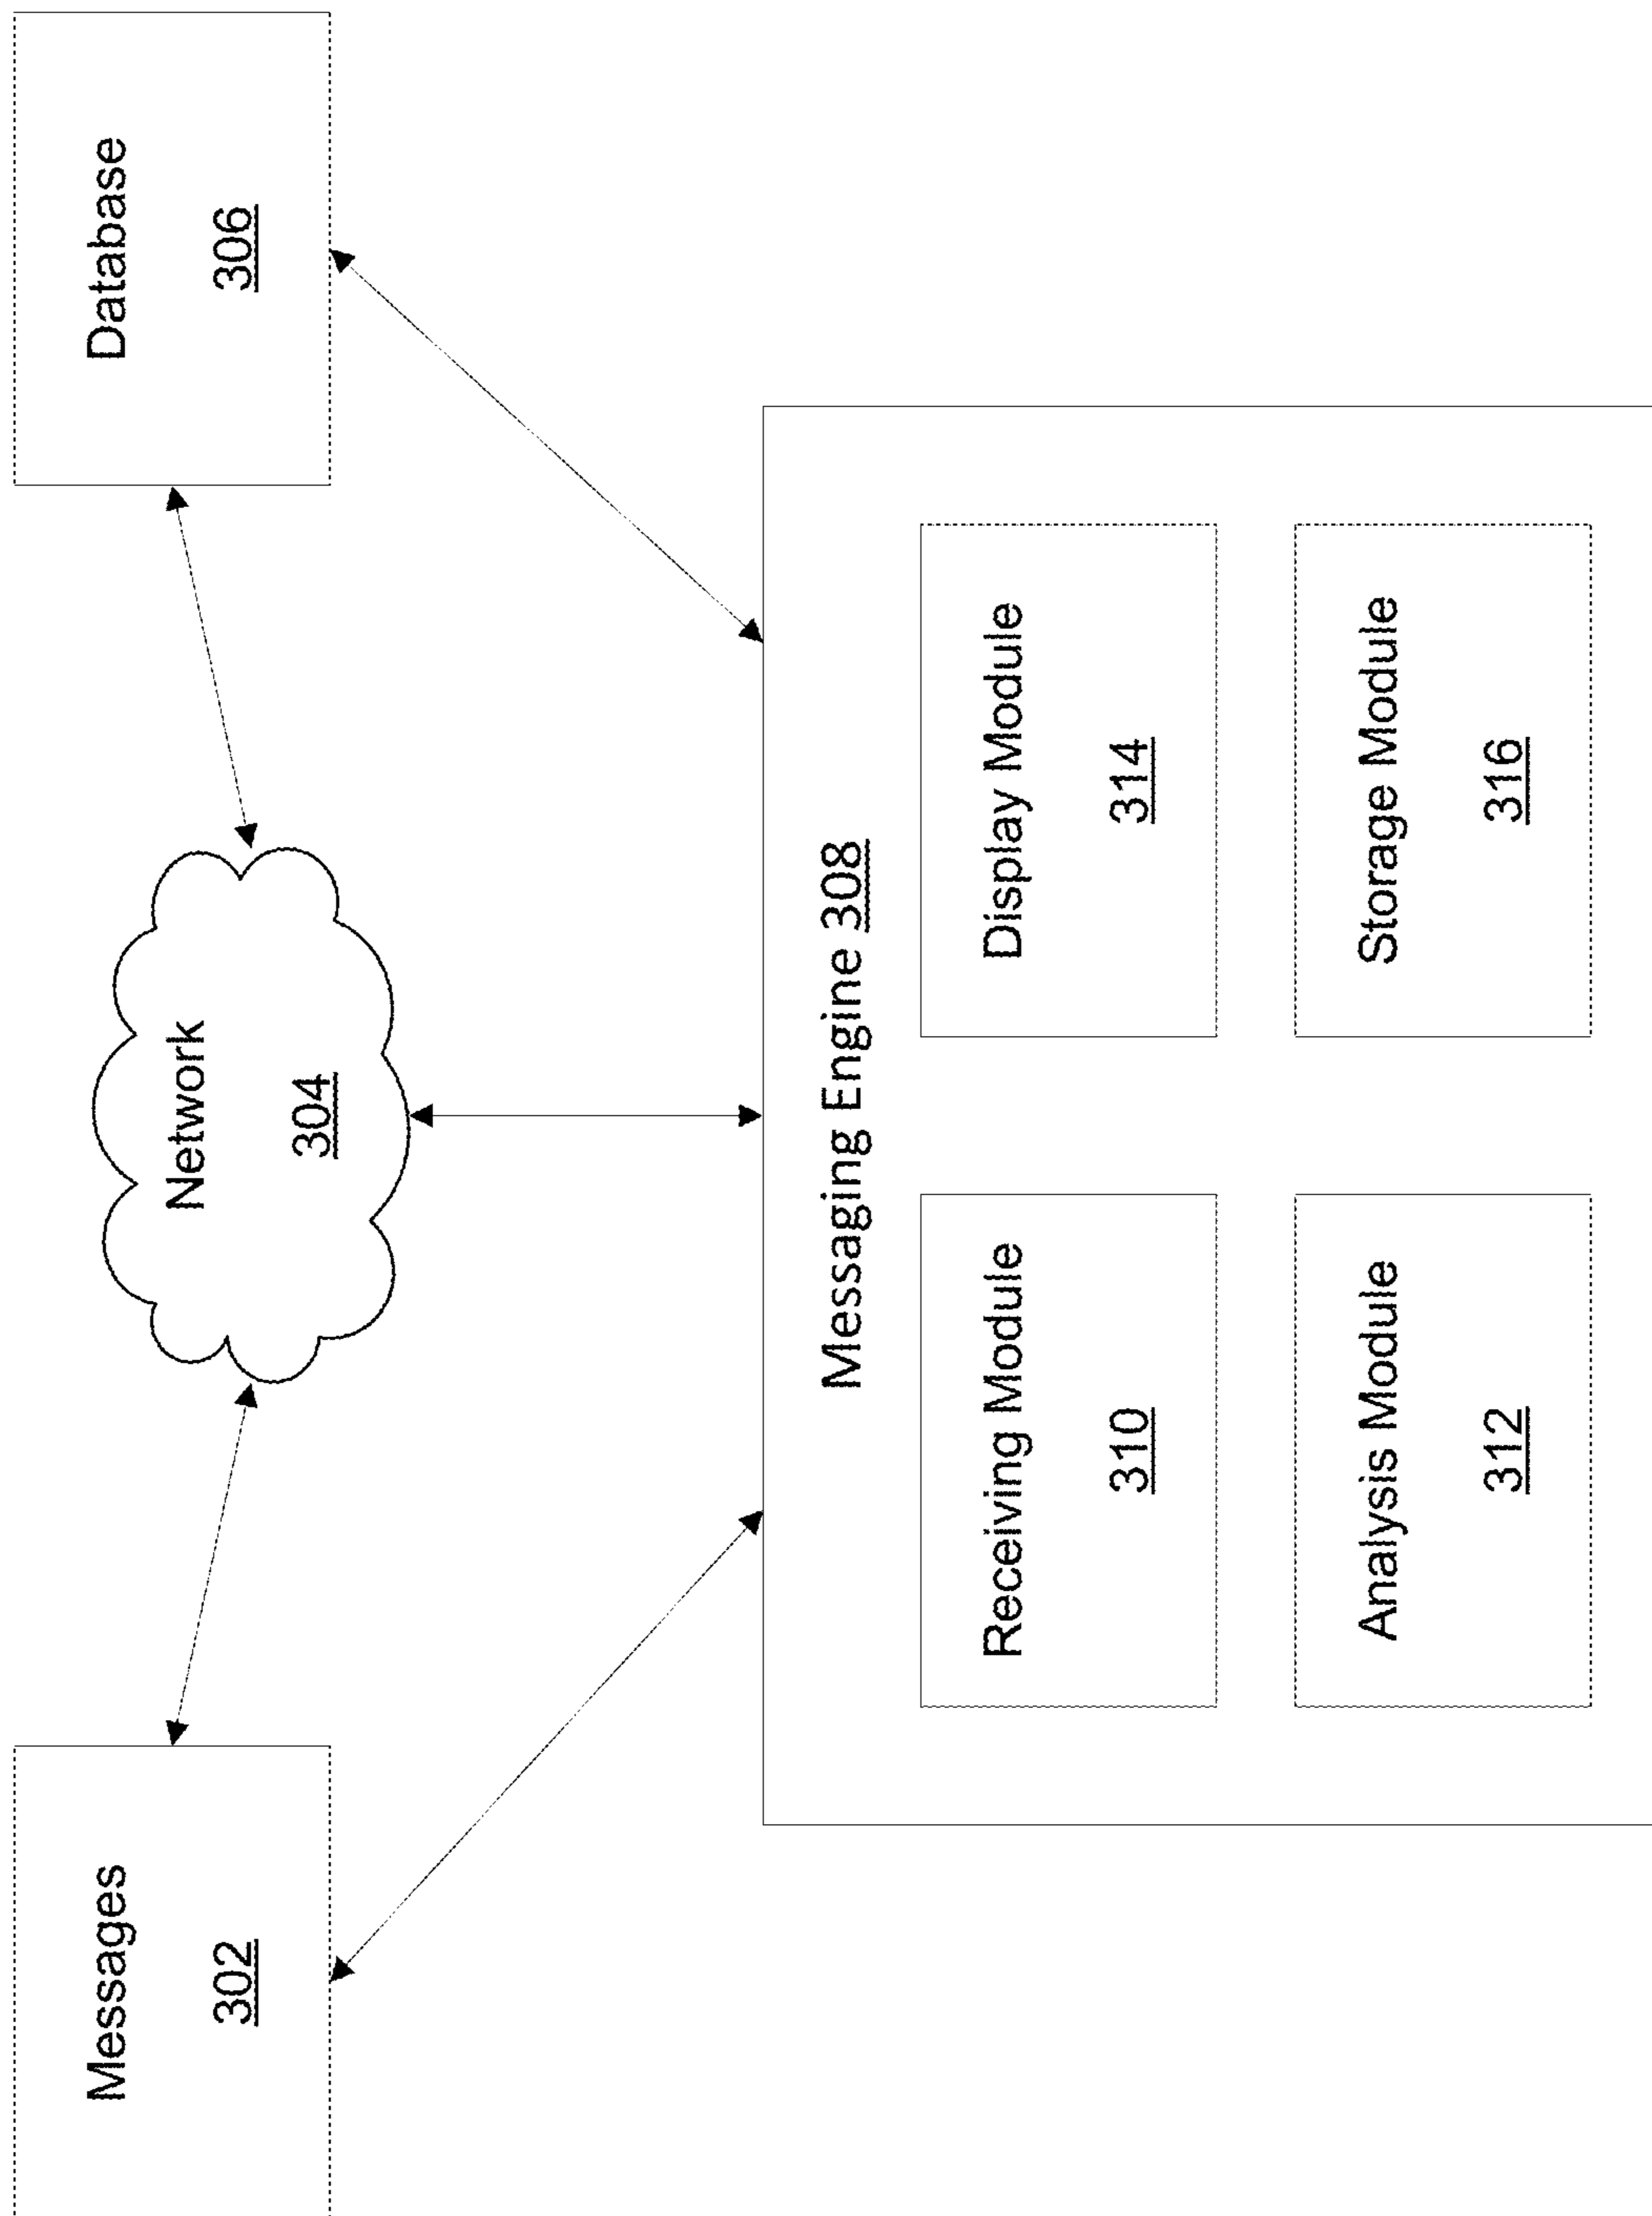 Messages
302
Network
304
Database
306
Messaging Engine 308
Receiving Module
310
Display Module
314
Analysis Module
312
Storage Module
316